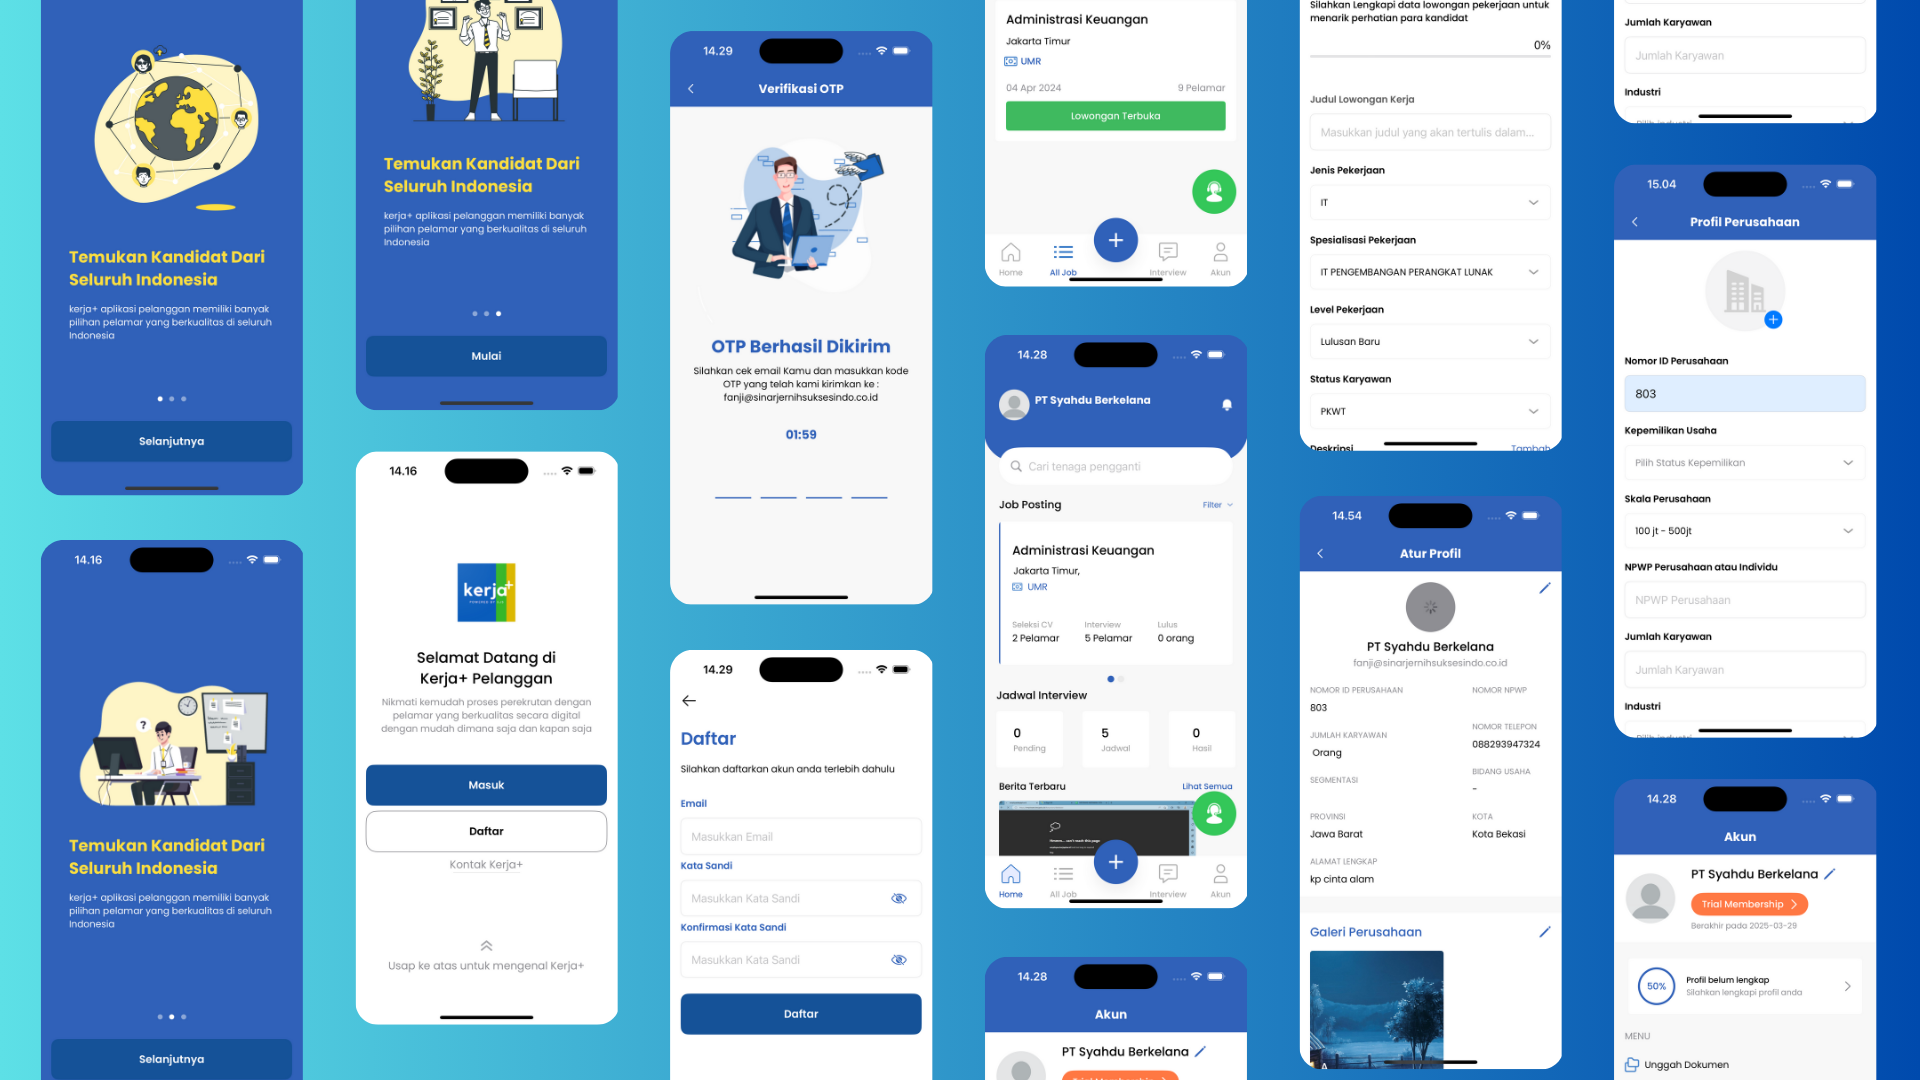 Temukan Kandidat Dari
Seluruh Indonesia
kerja+ aplikasi pelanggan memiliki banyak
pilihan pelamar yang berkualitas di seluruh
Indonesia
Selanjutnya
14.16
Temukan Kandidat Dari
Seluruh Indonesia
kerja+ aplikasi pelanggan memiliki banyak
pilihan pelamar yang berkualitas di seluruh
Indonesia
Selanjutnya
Temukan Kandidat Dari
Seluruh Indonesia
kerja+ aplikasi pelanggan memiliki banyak
pilihan pelamar yang berkualitas di seluruh
Indonesia
Mulai
14.16
kerja+
Selamat Datang di
Kerja+ Pelanggan
Nikmati kemudah proses perekrutan dengan
pelamar yang berkualitas secara digital
dengan mudah dimana saja dan kapan saja
Masuk
Daftar
Kontak Kerja+
Usap ke atas untuk mengenal Kerja+
14.29
Verifikasi OTP
OTP Berhasil Dikirim
Silahkan cek email Kamu dan masukkan kode
OTP yang telah kami kirimkan ke :
fanji@sinarjernihsuksesindo.co.id
01:59
14.29
Daftar
Silahkan daftarkan akun anda terlebih dahulu
Email
Masukkan Email
Kata Sandi
Masukkan Kata Sandi
Konfirmasi Kata Sandi
Masukkan Kata Sandi
Daftar
Administrasi Keuangan
Jakarta Timur
UMR
04 Apr 2024 9 Pelamar
Lowongan Terbuka
Home All Job Interview Akun
14.28
PT Syahdu Berkelana
Cari tenaga pengganti
Job Posting Filter
Administrasi Keuangan
Jakarta Timur,
UMR
Seleksi CV Interview Lulus
2 Pelamar 5 Pelamar 0 orang
Jadwal Interview
0 5 0
Pending Jadwal Hasil
Berita Terbaru Lihat Semua
Home All Job Interview Akun
14.28
Akun
PT Syahdu Berkelana
Trial Membership
Silahkan Lengkapi data lowongan pekerjaan untuk
menarik perhatian para kandidat
0%
Judul Lowongan Kerja
Masukkan judul yang akan tertulis dalam...
Jenis Pekerjaan
IT
Spesialisasi Pekerjaan
IT PENGEMBANGAN PERANGKAT LUNAK
Level Pekerjaan
Lulusan Baru
Status Karyawan
PKWT
Deskripsi Tambah
14.54
Atur Profil
PT Syahdu Berkelana
fanji@sinarjernihsuksesindo.co.id
NOMOR ID PERUSAHAAN NOMOR NPWP
803
NOMOR TELEPON
JUMLAH KARYAWAN 088293947324
Orang
BIDANG USAHA
SEGMENTASI -
PROVINSI KOTA
Jawa Barat Kota Bekasi
ALAMAT LENGKAP
kp cinta alam
Galeri Perusahaan
Jumlah Karyawan
Jumlah Karyawan
Industri
Pilih industri
15.04
Profil Perusahaan
Nomor ID Perusahaan
803
Kepemilikan Usaha
Pilih Status Kepemilikan
Skala Perusahaan
100 jt - 500jt
NPWP Perusahaan atau Individu
NPWP Perusahaan
Jumlah Karyawan
Jumlah Karyawan
Industri
Pilih industri
14.28
Akun
PT Syahdu Berkelana
Trial Membership
Berakhir pada 2025-03-29
50%
Profil belum lengkap
Silahkan lengkapi profil anda
MENU
Unggah Dokumen